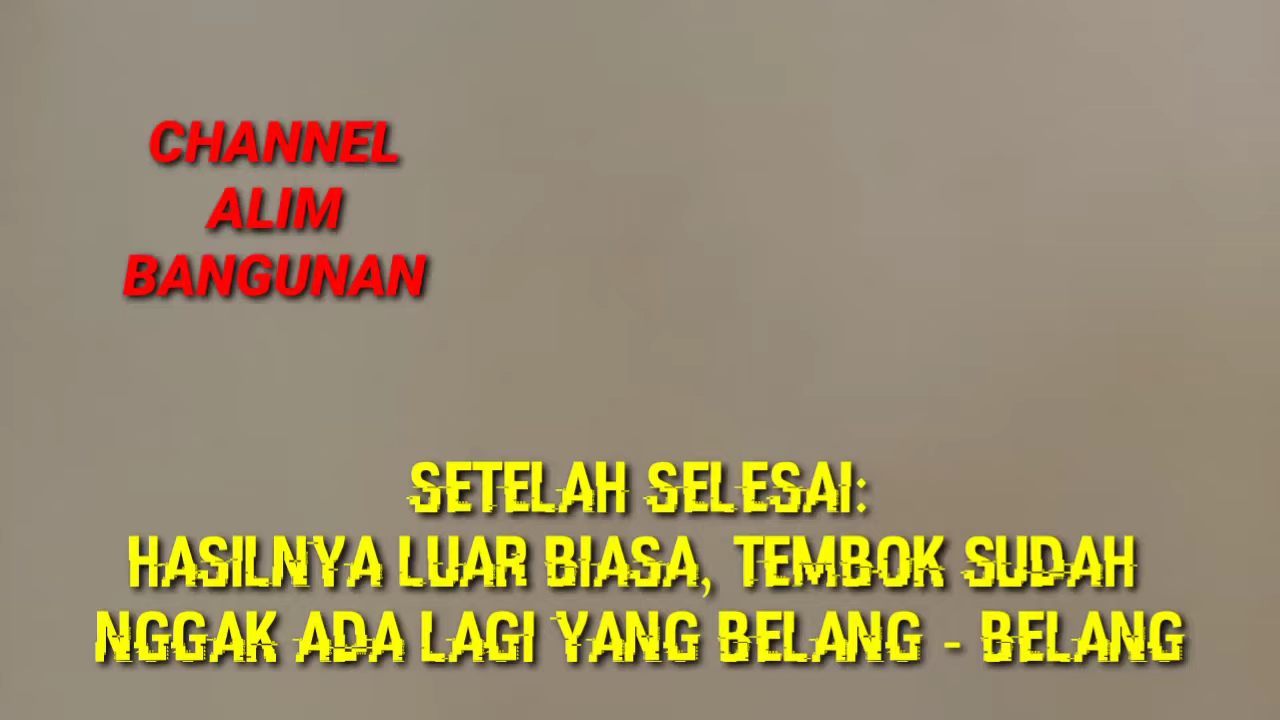 CHANNEL
ALIM
BANGUNAN
SETELAH SELESAI:
HASILNYA LUAR BIASA, TEMBOK SUDAH
NGGAK ADA LAGI YANG BELANG - BELANG